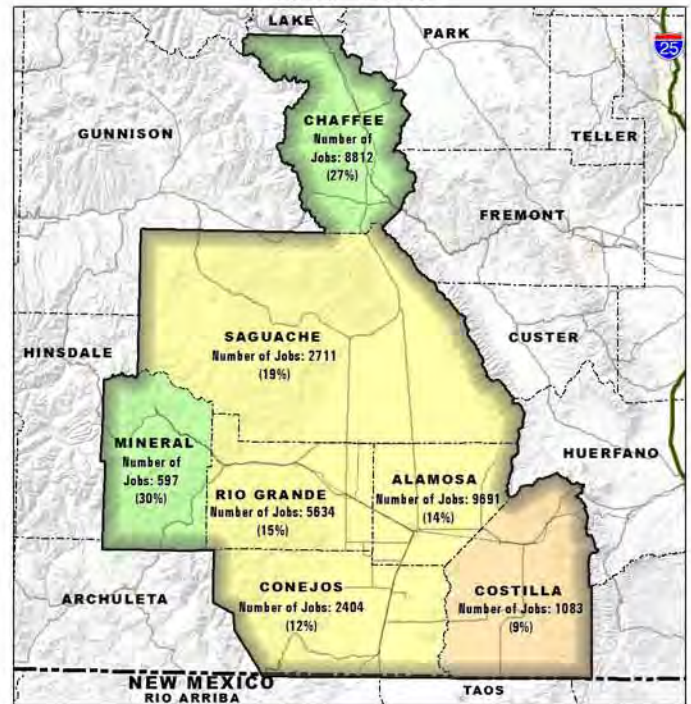 LAKE
PARK
25
CHAFFEE
Number of
Jobs: 8812
(27%)
GUNNISON
TELLER
FREMONT
SAGUACHE
Number of Jobs: 2711
(19%)
HINSDALE
CUSTER
MINERAL
Number of
Jobs: 597
(30%)
HUERFANO
ALAMOSA
Number of Jobs: 9691
(14%)
RIO GRANDE
Number of Jobs: 5634
(15%)
CONEJOS
Number of Jobs: 2404
(12%)
COSTILLA
Number of Jobs: 1083
(9%)
ARCHULETA
NEW MEXICO
RIO ARRIBA
TAOS